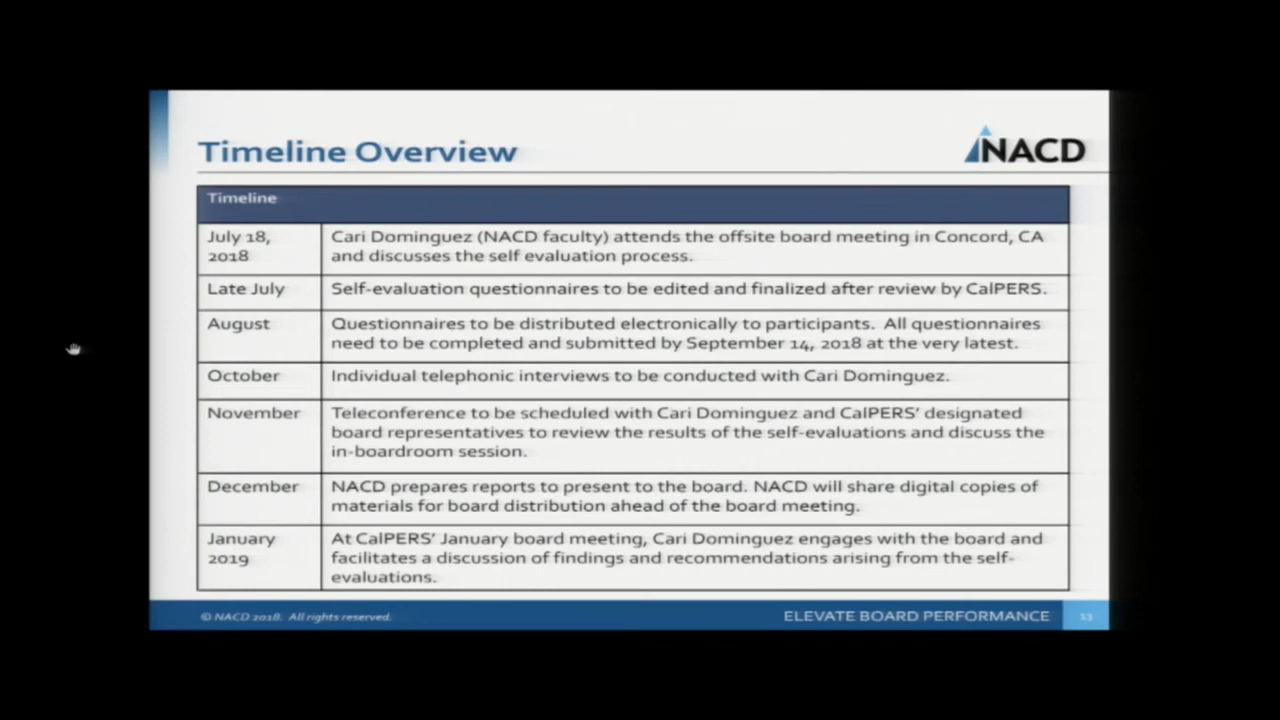 Timeline Overview
NACD
Timeline
July 18,
2018
Cari Dominguez (NACD faculty) attends the offsite board meeting in Concord, CA
and discusses the self evaluation process.
Late July
Self-evaluation questionnaires to be edited and finalized after review by CalPERS.
August
Questionnaires to be distributed electronically to participants. All questionnaires
need to be completed and submitted by September 14, 2018 at the very latest.
October
Individual telephonic interviews to be conducted with Cari Dominguez.
November
Teleconference to be scheduled with Cari Dominguez and CalPERS' designated
board representatives to review the results of the self-evaluations and discuss the
in-boardroom session.
December
NACD prepares reports to present to the board. NACD will share digital copies of
materials for board distribution ahead of the board meeting.
January
2019
At CalPERS' January board meeting, Cari Dominguez engages with the board and
facilitates a discussion of findings and recommendations arising from the self-
evaluations.
© NACD 2018. All rights reserved.
ELEVATE BOARD PERFORMANCE
13